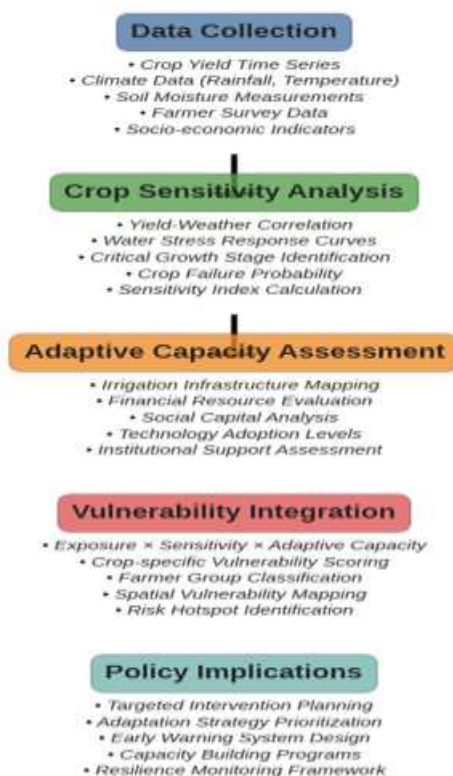 Data Collection
• Crop Yield Time Series
• Climate Data (Rainfall, Temperature)
• Soil Moisture Measurements
• Farmer Survey Data
• Socio-economic Indicators
Crop Sensitivity Analysis
• Yield-Weather Correlation
• Water Stress Response Curves
• Critical Growth Stage Identification
• Crop Failure Probability
• Sensitivity Index Calculation
Adaptive Capacity Assessment
• Irrigation Infrastructure Mapping
• Financial Resource Evaluation
• Social Capital Analysis
• Technology Adoption Levels
• Institutional Support Assessment
Vulnerability Integration
• Exposure × Sensitivity × Adaptive Capacity
• Crop-specific Vulnerability Scoring
• Farmer Group Classification
• Spatial Vulnerability Mapping
• Risk Hotspot Identification
Policy Implications
• Targeted Intervention Planning
• Adaptation Strategy Prioritization
• Early Warning System Design
• Capacity Building Programs
• Resilience Monitoring Framework